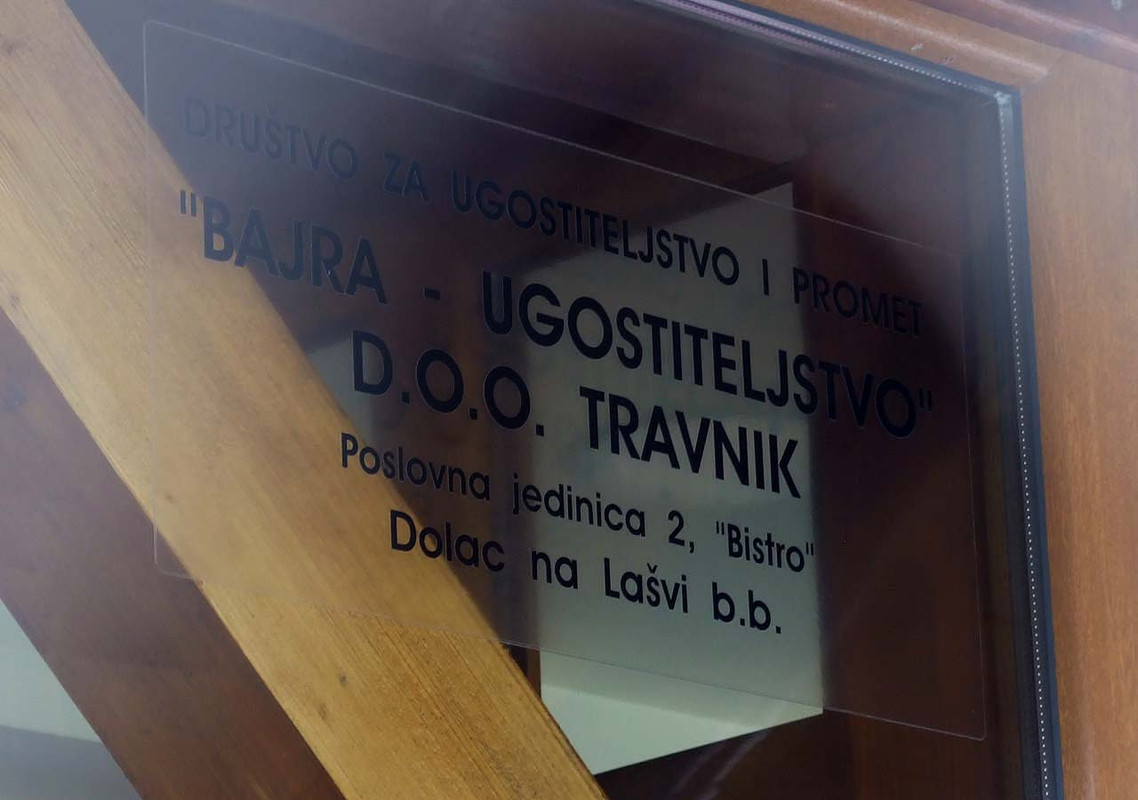 DRUŠTVO ZA UGOSTITELJSTVO I PROMET
"BAJRA - UGOSTITELJSTVO"
D.O.O. TRAVNIK
Poslovna jedinica 2, "Bistro"
Dolac na Lašvi b.b.